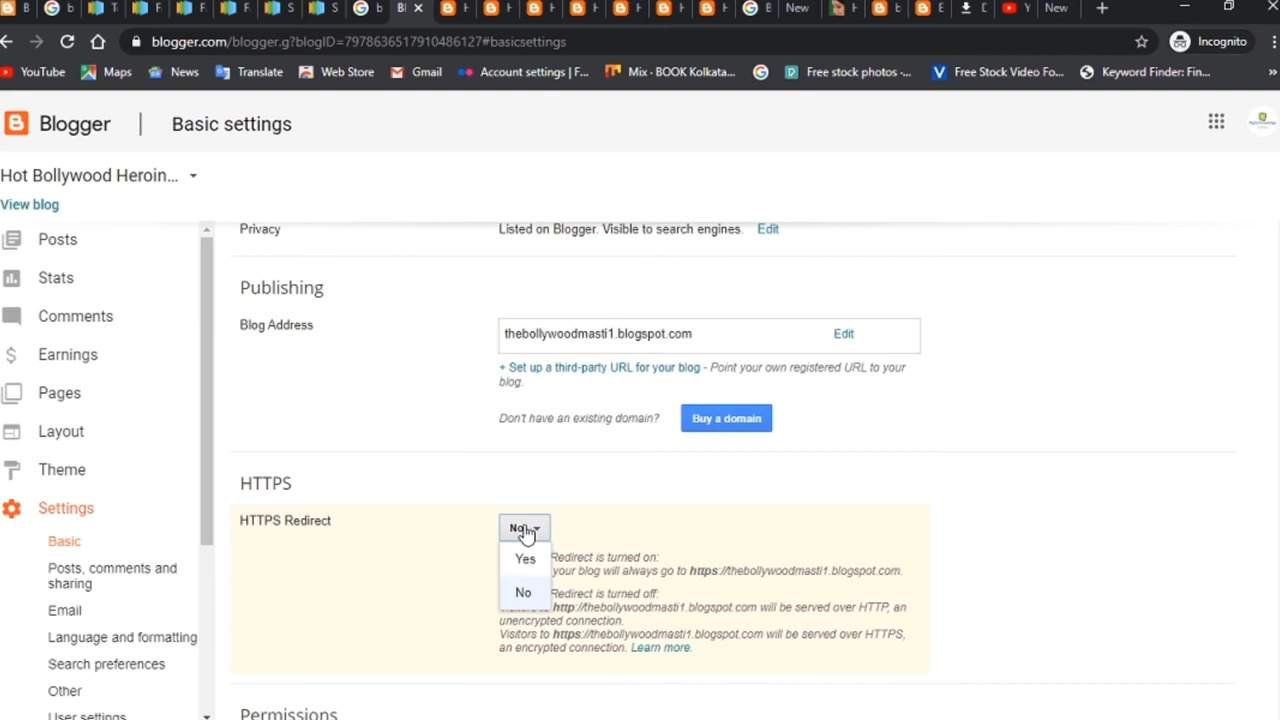 B T F F F S S b Bl F F F F F F F G B New b E D Y New
blogger.com/blogger.g?blogID=7978636517910486127#basicsettings
Incognito
YouTube Maps News Translate Web Store Gmail Account settings | F... Mix - BOOK Kolkata... Free stock photos -... Free Stock Video Fo... Keyword Finder: Fin... »
Blogger | Basic settings
Hot Bollywood Heroin...
View blog
Posts
Stats
Comments
Earnings
Pages
Layout
Theme
Settings
Basic
Posts, comments and
sharing
Email
Language and formatting
Search preferences
Other
User settings
Privacy
Listed on Blogger. Visible to search engines. Edit
Publishing
Blog Address
thebollywoodmasti1.blogspot.com Edit
+ Set up a third-party URL for your blog - Point your own registered URL to your
blog.
Don't have an existing domain? Buy a domain
HTTPS
HTTPS Redirect
No
Yes
No
Redirect is turned on:
your blog will always go to https://thebollywoodmasti1.blogspot.com.
Redirect is turned off:
http://thebollywoodmasti1.blogspot.com will be served over HTTP, an
unencrypted connection.
Visitors to https://thebollywoodmasti1.blogspot.com will be served over HTTPS,
an encrypted connection. Learn more.
Permissions